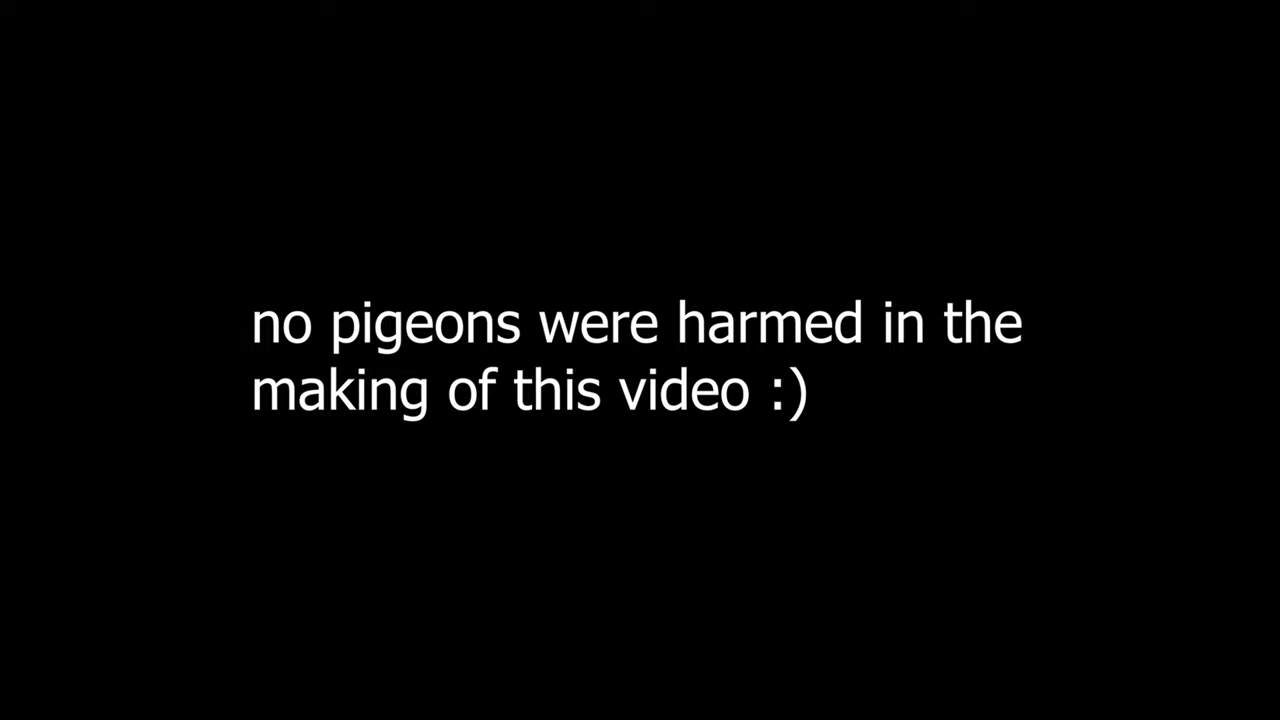 no pigeons were harmed in the
making of this video :)